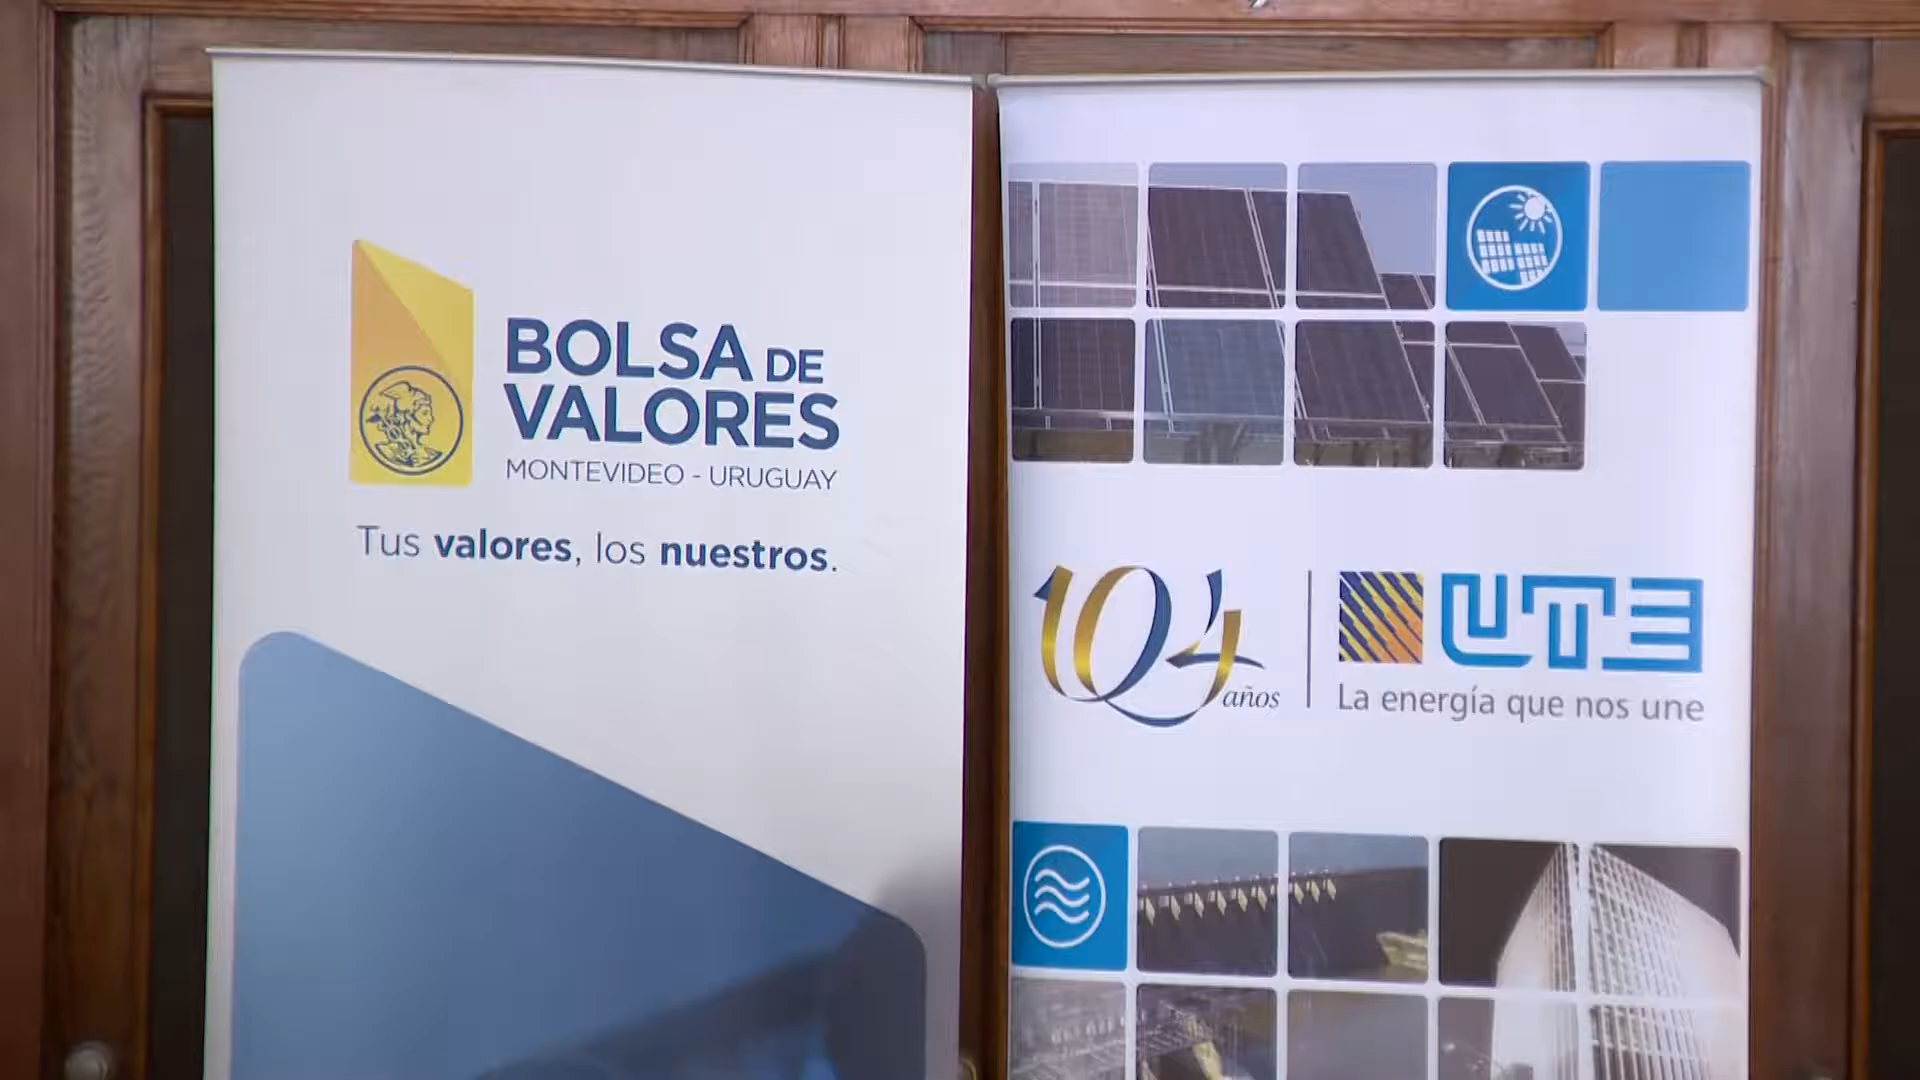 BOLSA DE
VALORES
MONTEVIDEO - URUGUAY
Tus valores, los nuestros.
104 años
UTE
La energía que nos une